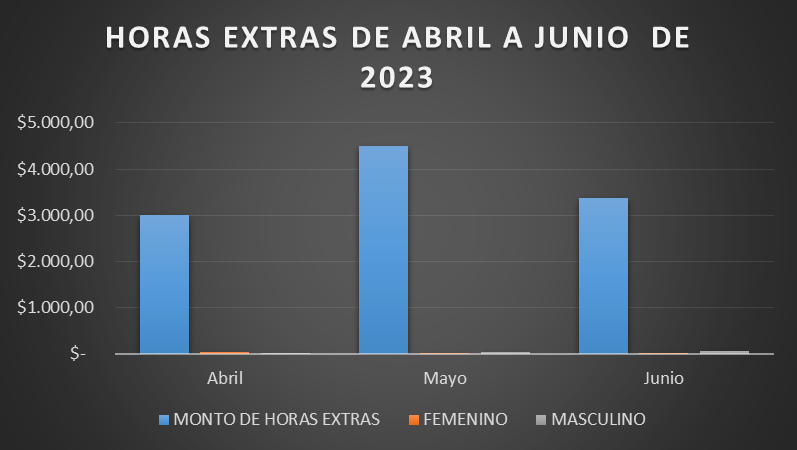 HORAS EXTRAS DE ABRIL A JUNIO  DE
2023
$5.000,00
$4.000,00
$3.000,00
$2.000,00
$1.000,00
$-
Abril Mayo Junio
MONTO DE HORAS EXTRAS FEMENINO MASCULINO